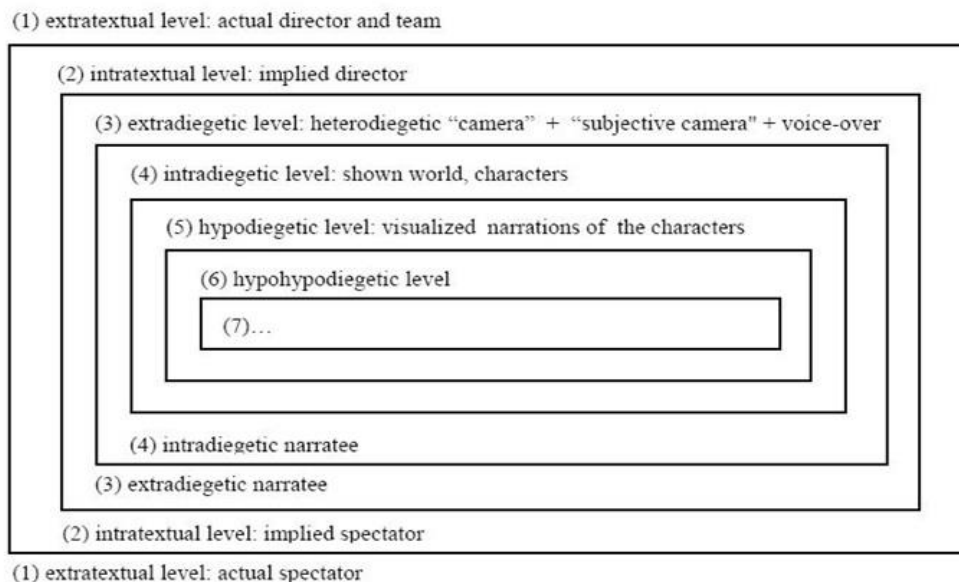 (1) extratextual level: actual director and team
(2) intratextual level: implied director
(3) extradiegetic level: heterodiegetic “camera” + “subjective camera" + voice-over
(4) intradiegetic level: shown world, characters
(5) hypodiegetic level: visualized narrations of the characters
(6) hypohypodiegetic level
(7)…
(4) intradiegetic narratee
(3) extradiegetic narratee
(2) intratextual level: implied spectator
(1) extratextual level: actual spectator